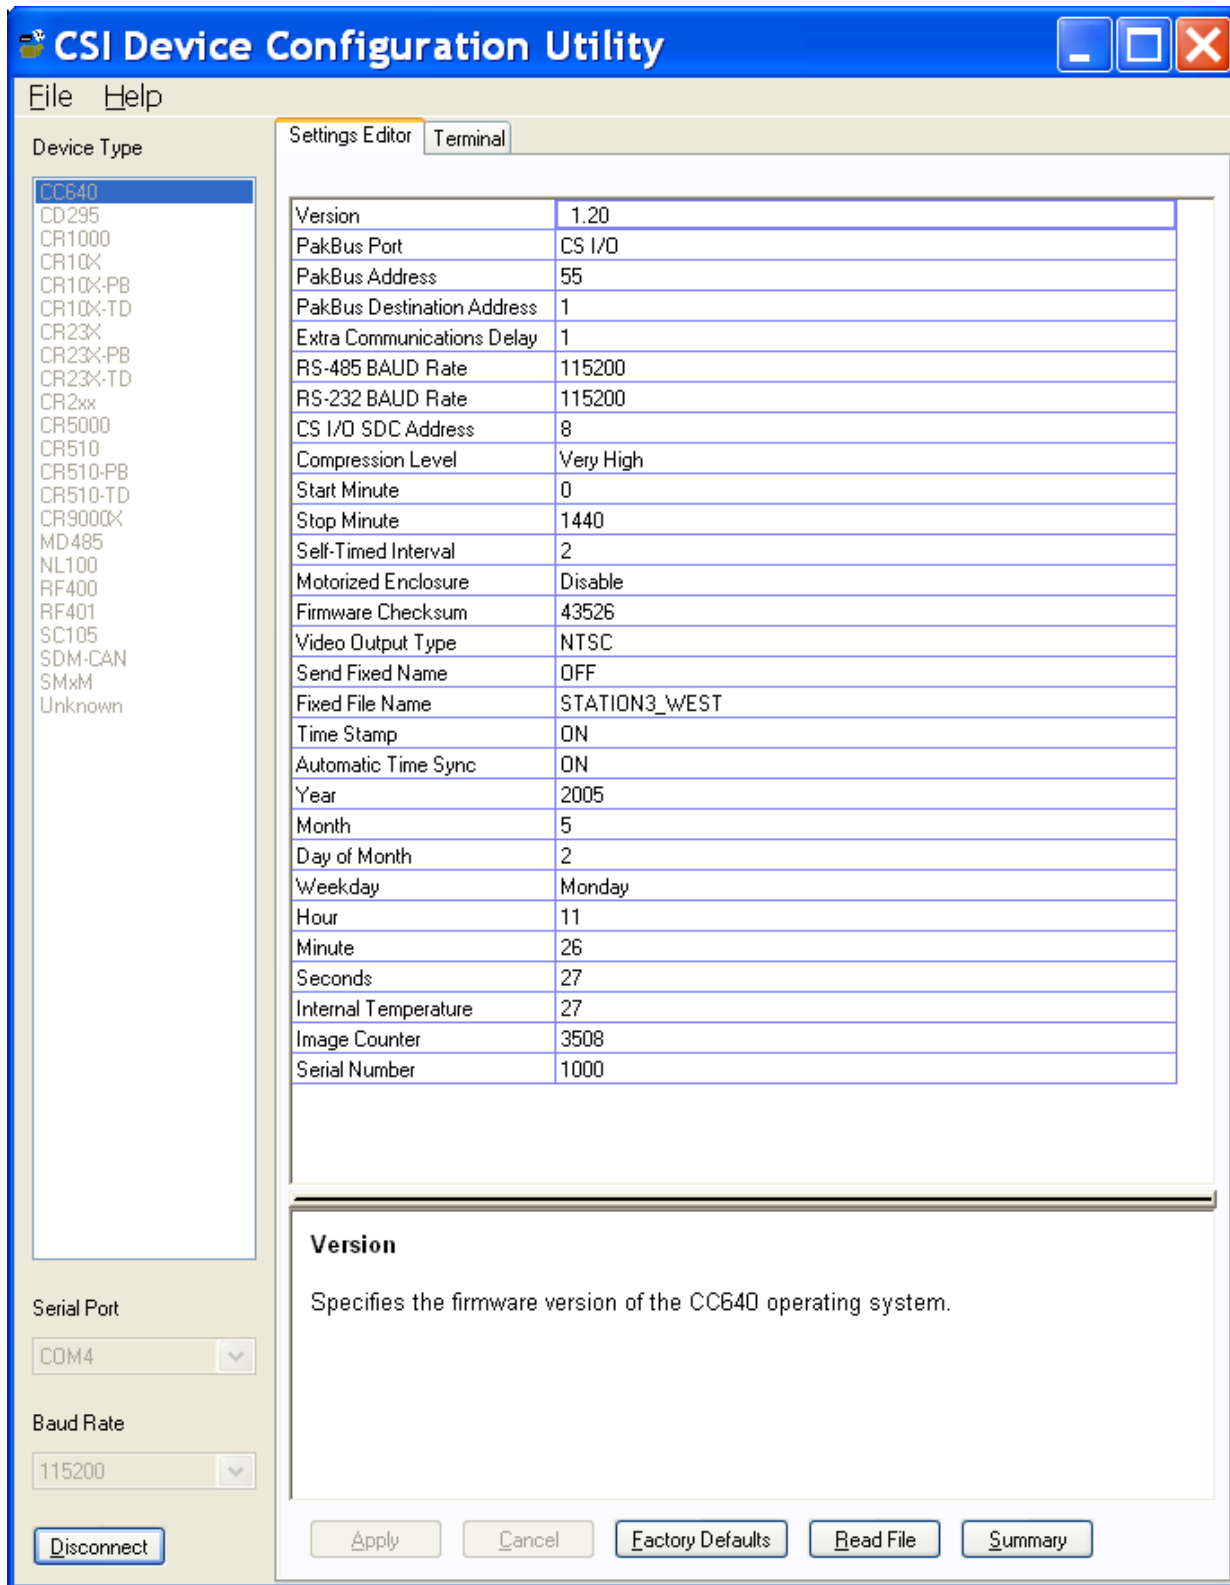 CSI Device Configuration Utility
File Help
Device Type
CC640
CD295
CR1000
CR10X
CR10X-PB
CR10X-TD
CR23X
CR23X-PB
CR23X-TD
CR2xx
CR5000
CR510
CR510-PB
CR510-TD
CR9000X
MD485
NL100
RF400
RF401
SC105
SDM-CAN
SMxM
Unknown
Serial Port
COM4
Baud Rate
115200
Disconnect
Settings Editor Terminal
Version 1.20
PakBus Port CS I/O
PakBus Address 55
PakBus Destination Address 1
Extra Communications Delay 1
RS-485 BAUD Rate 115200
RS-232 BAUD Rate 115200
CS I/O SDC Address 8
Compression Level Very High
Start Minute 0
Stop Minute 1440
Self-Timed Interval 2
Motorized Enclosure Disable
Firmware Checksum 43526
Video Output Type NTSC
Send Fixed Name OFF
Fixed File Name STATION3_WEST
Time Stamp ON
Automatic Time Sync ON
Year 2005
Month 5
Day of Month 2
Weekday Monday
Hour 11
Minute 26
Seconds 27
Internal Temperature 27
Image Counter 3508
Serial Number 1000
Version
Specifies the firmware version of the CC640 operating system.
Apply Cancel Factory Defaults Read File Summary